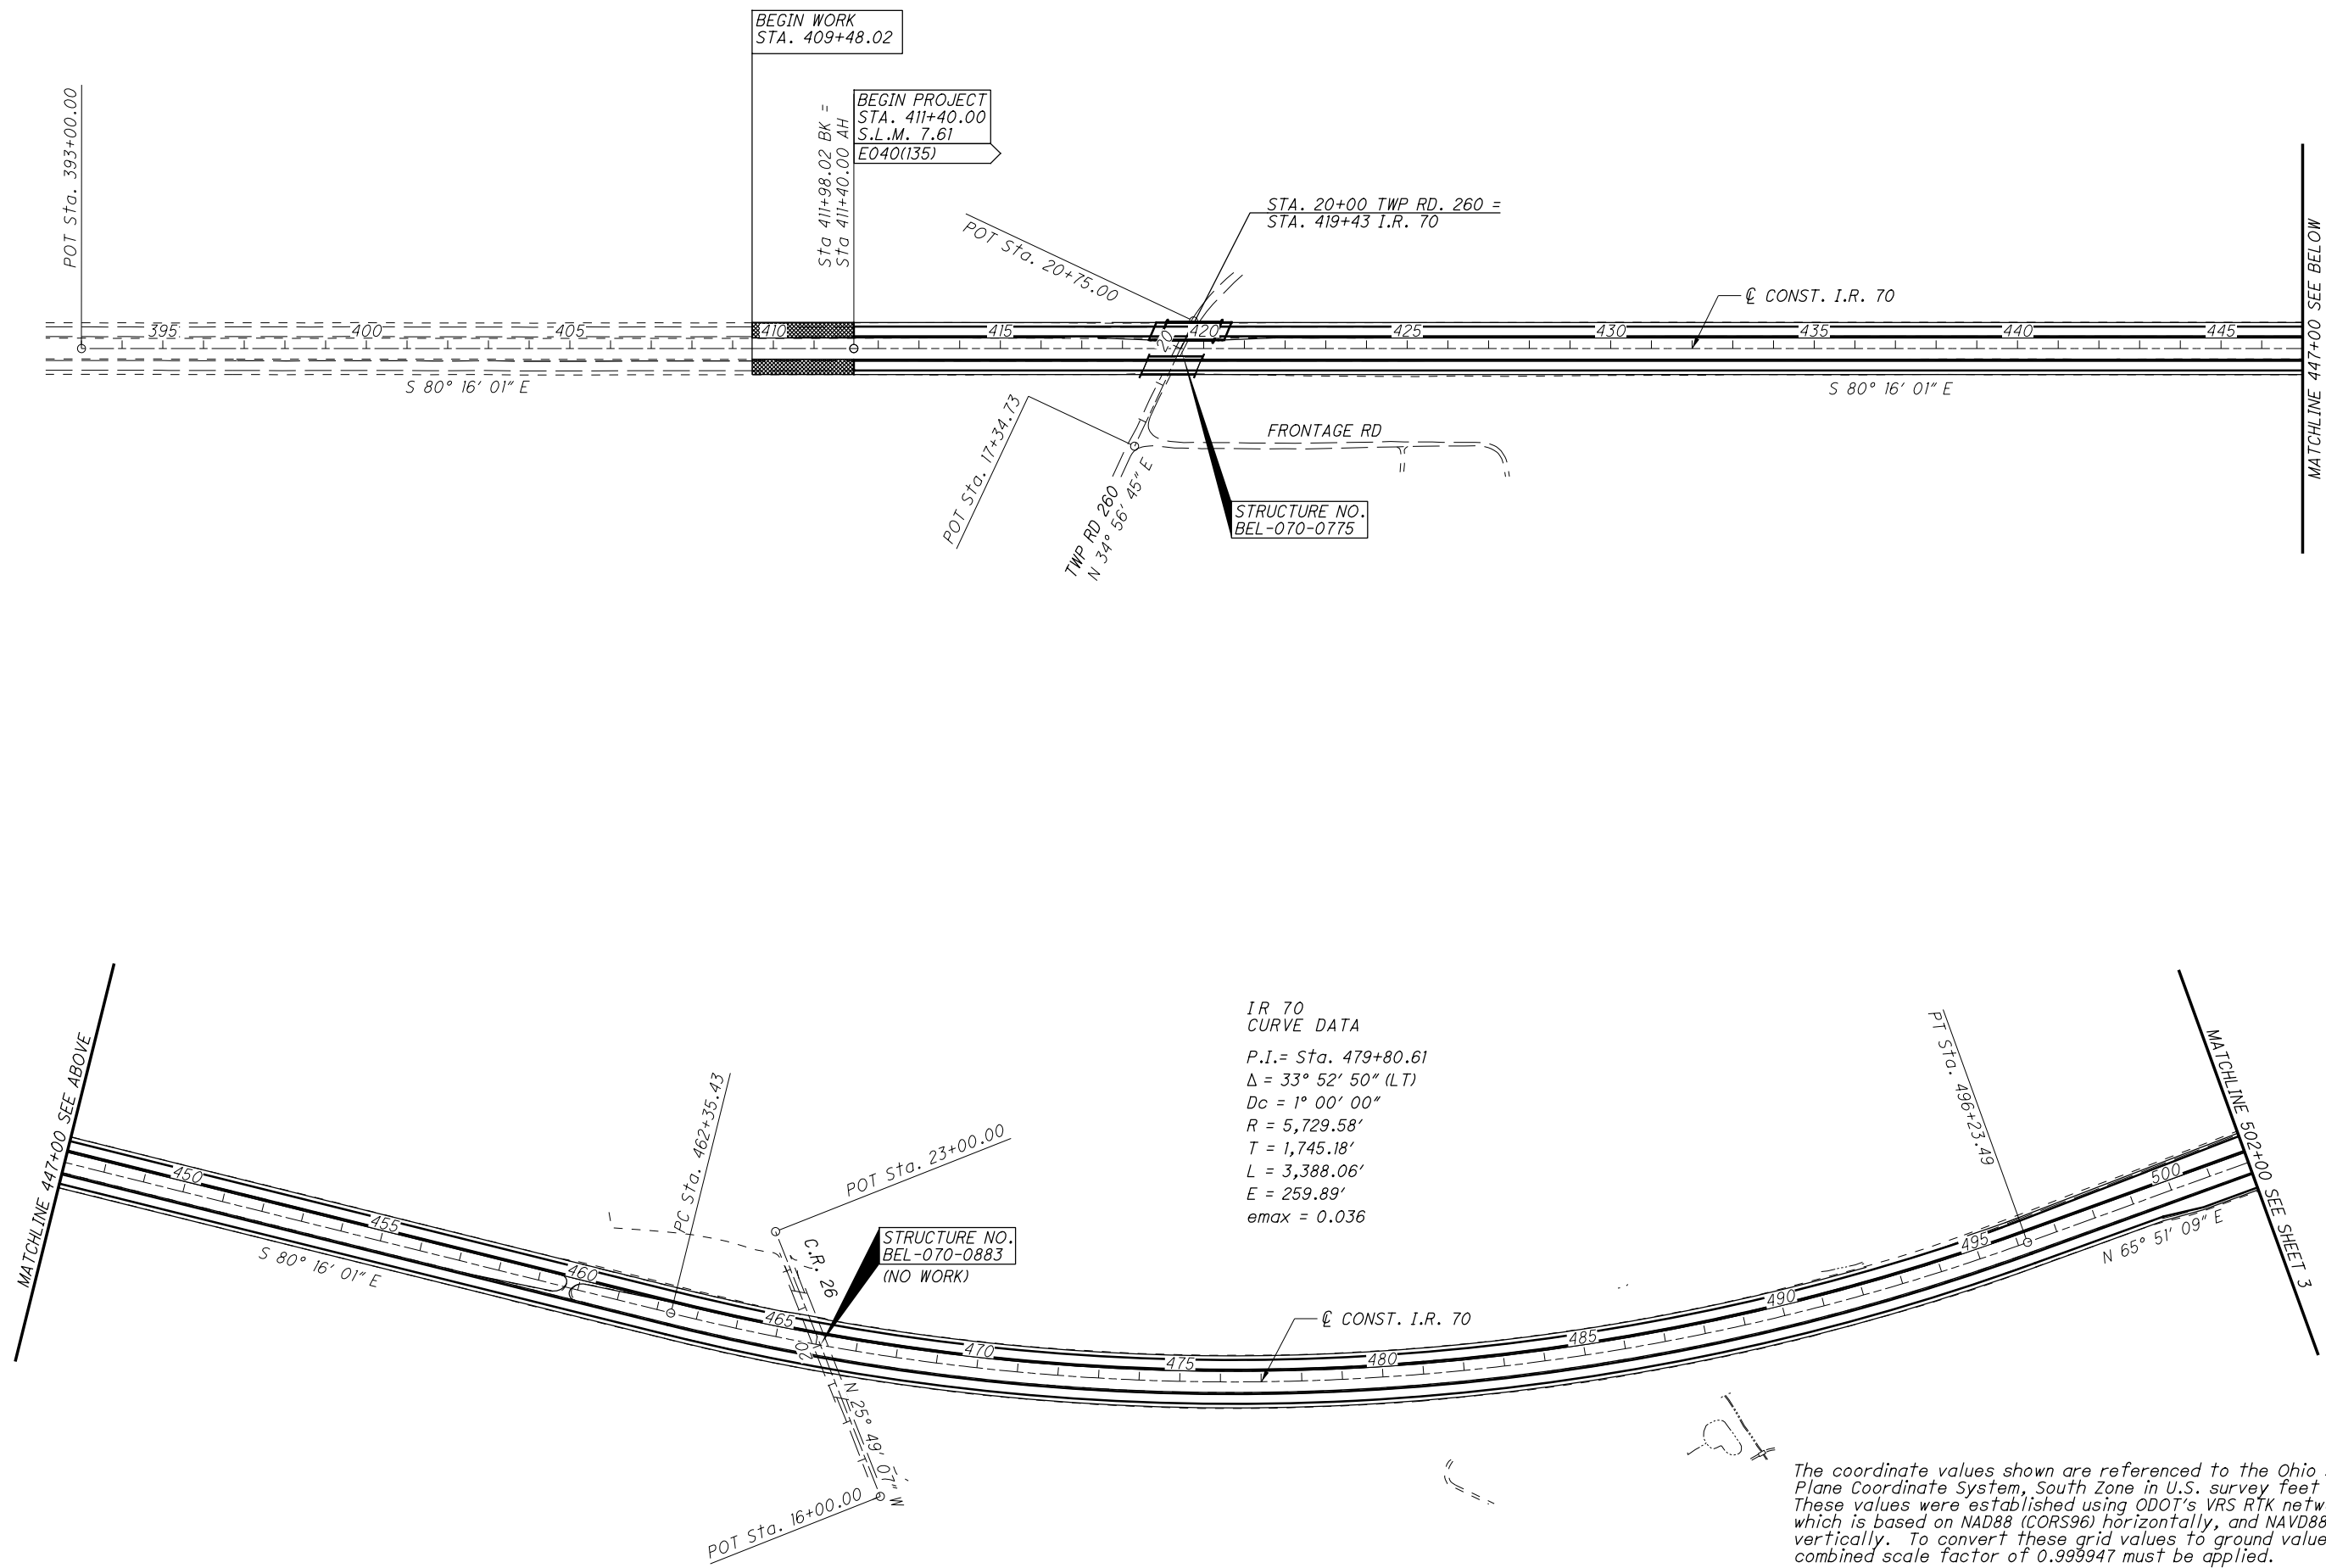 BEGIN WORK
STA. 409+48.02
POT Sta. 393+00.00
Sta 411+98.02 BK =
Sta 411+40.00 AH
BEGIN PROJECT
STA. 411+40.00
S.L.M. 7.61
E040(135)
POT Sta. 20+75.00
STA. 20+00 TWP RD. 260 =
STA. 419+43 I.R. 70
℄ CONST. I.R. 70
MATCHLINE 447+00 SEE BELOW
395 400 405 410 415 420 425 430 435 440 445
20
S 80° 16' 01" E
S 80° 16' 01" E
POT Sta. 17+34.73
FRONTAGE RD
TWP RD 260
N 34° 56' 45" E
STRUCTURE NO.
BEL-070-0775
MATCHLINE 447+00 SEE ABOVE
IR 70
CURVE DATA
P.I.= Sta. 479+80.61
Δ = 33° 52' 50" (LT)
Dc = 1° 00' 00"
R = 5,729.58'
T = 1,745.18'
L = 3,388.06'
E = 259.89'
emax = 0.036
PC Sta. 462+35.43
POT Sta. 23+00.00
C.R. 26
STRUCTURE NO.
BEL-070-0883
(NO WORK)
℄ CONST. I.R. 70
PT Sta. 496+23.49
MATCHLINE 502+00 SEE SHEET 3
450 455 460 465 470 475 480 485 490 495 500
20
S 80° 16' 01" E
N 65° 51' 09" E
N 25° 49' 07" W
POT Sta. 16+00.00
The coordinate values shown are referenced to the Ohio
Plane Coordinate System, South Zone in U.S. survey feet
These values were established using ODOT's VRS RTK
which is based on NAD88 (CORS96) horizontally, and NAVD88
vertically. To convert these grid values to ground
combined scale factor of 0.999947 must be applied.